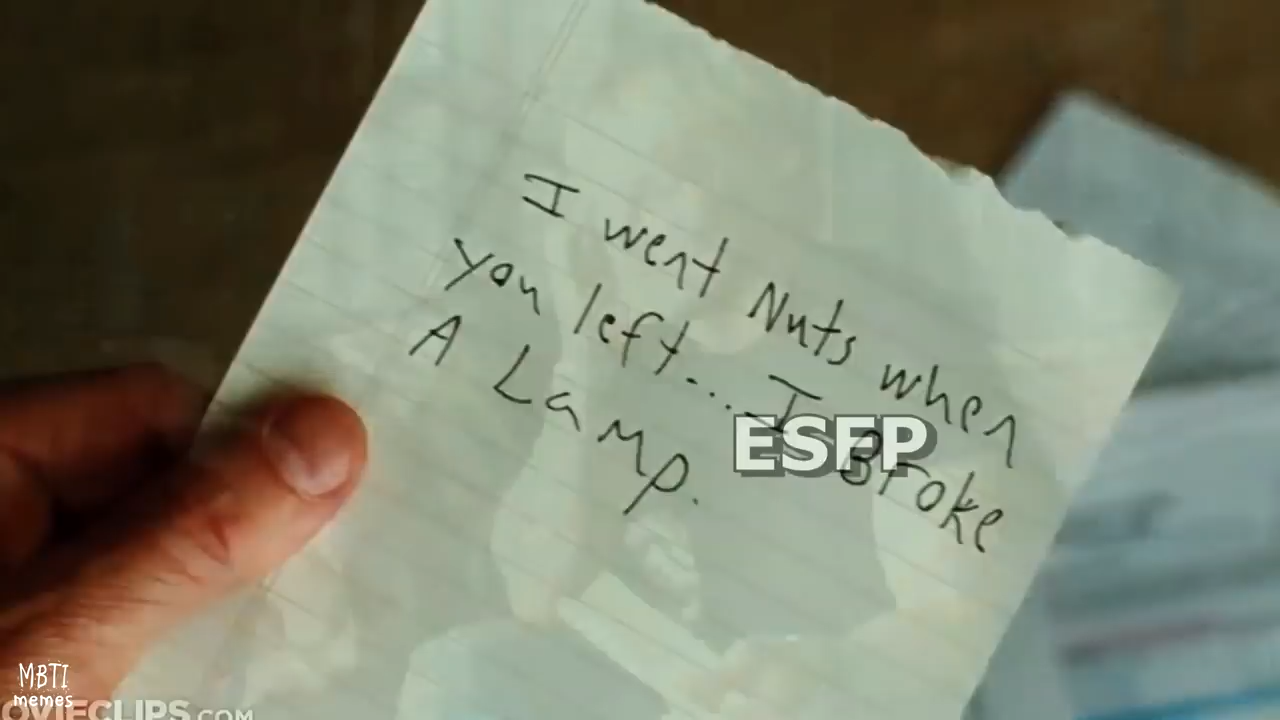 I went Nuts when
you left... I Broke
A Lamp.
ESFP
MBTI
memes
OVIECLIPS.COM